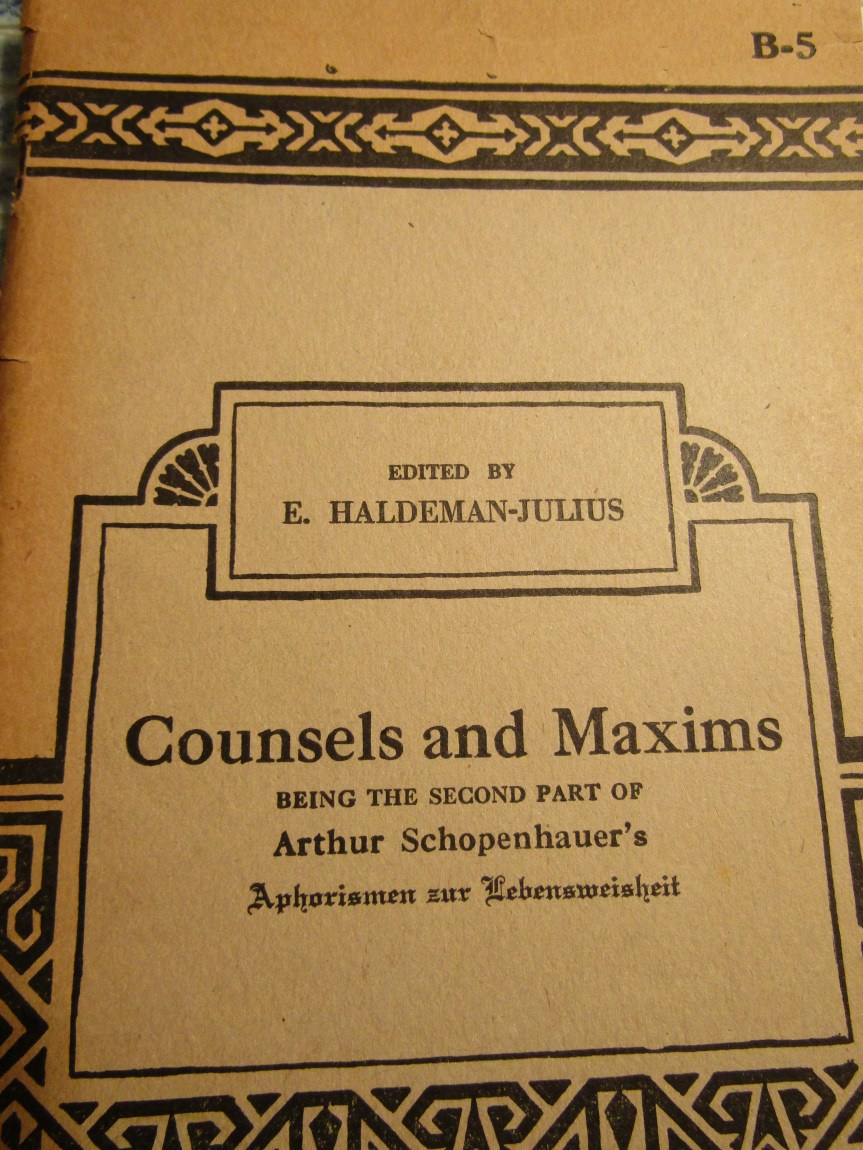 B-5
EDITED BY
E. HALDEMAN-JULIUS
Counsels and Maxims
BEING THE SECOND PART OF
Arthur Schopenhauer's
Aphorismen zur Lebensweisheit